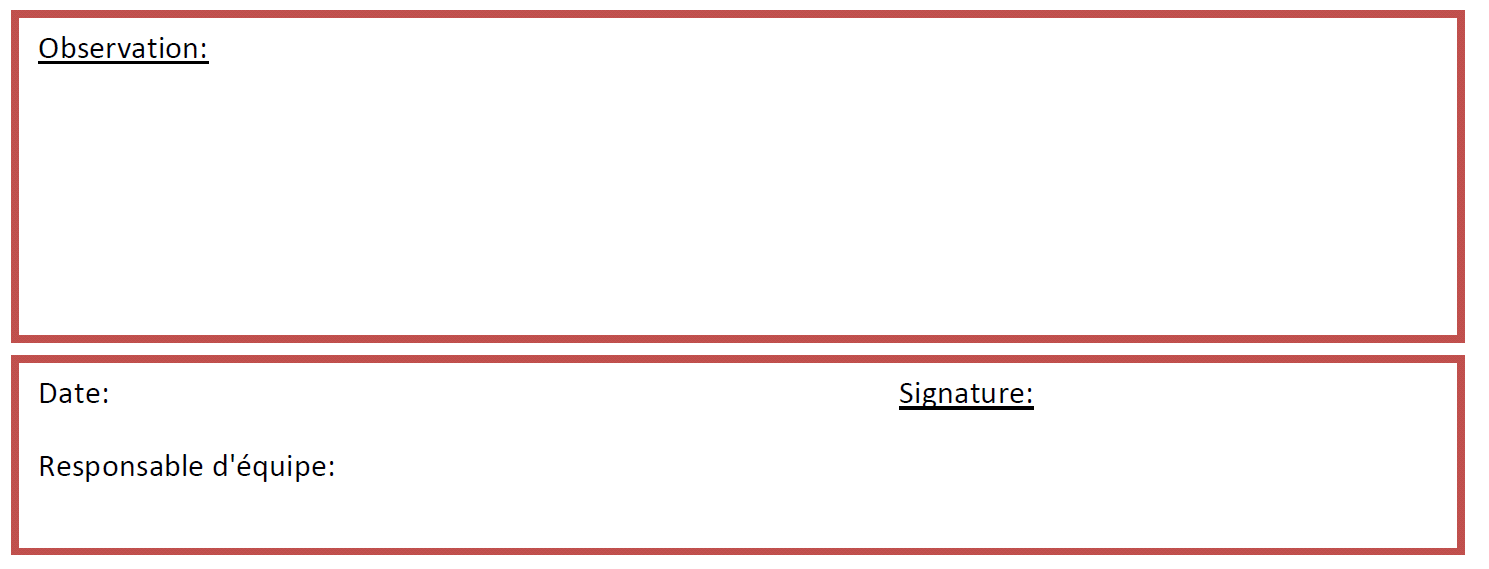 Observation:
Date:
Signature:
Responsable d'équipe: